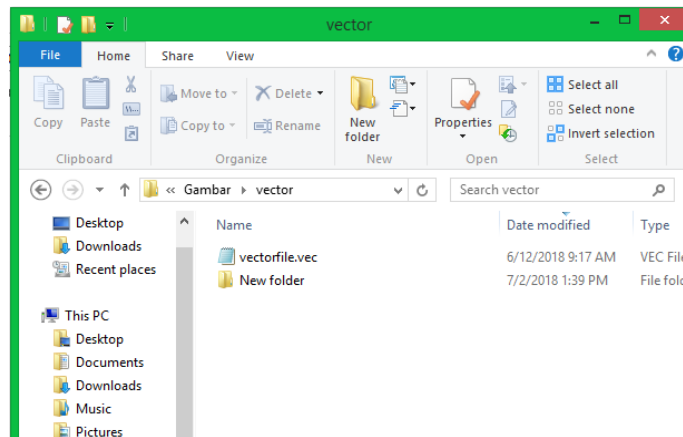 vector
File Home Share View
Copy
Paste
Move to
Copy to
Delete
Rename
New
folder
Properties
Select all
Select none
Invert selection
Clipboard
Organize
New
Open
Select
« Gambar vector
Search vector
Desktop
Downloads
Recent places
This PC
Desktop
Documents
Downloads
Music
Pictures
Name Date modified Type
vectorfile.vec 6/12/2018 9:17 AM VEC File
New folder 7/2/2018 1:39 PM File fold